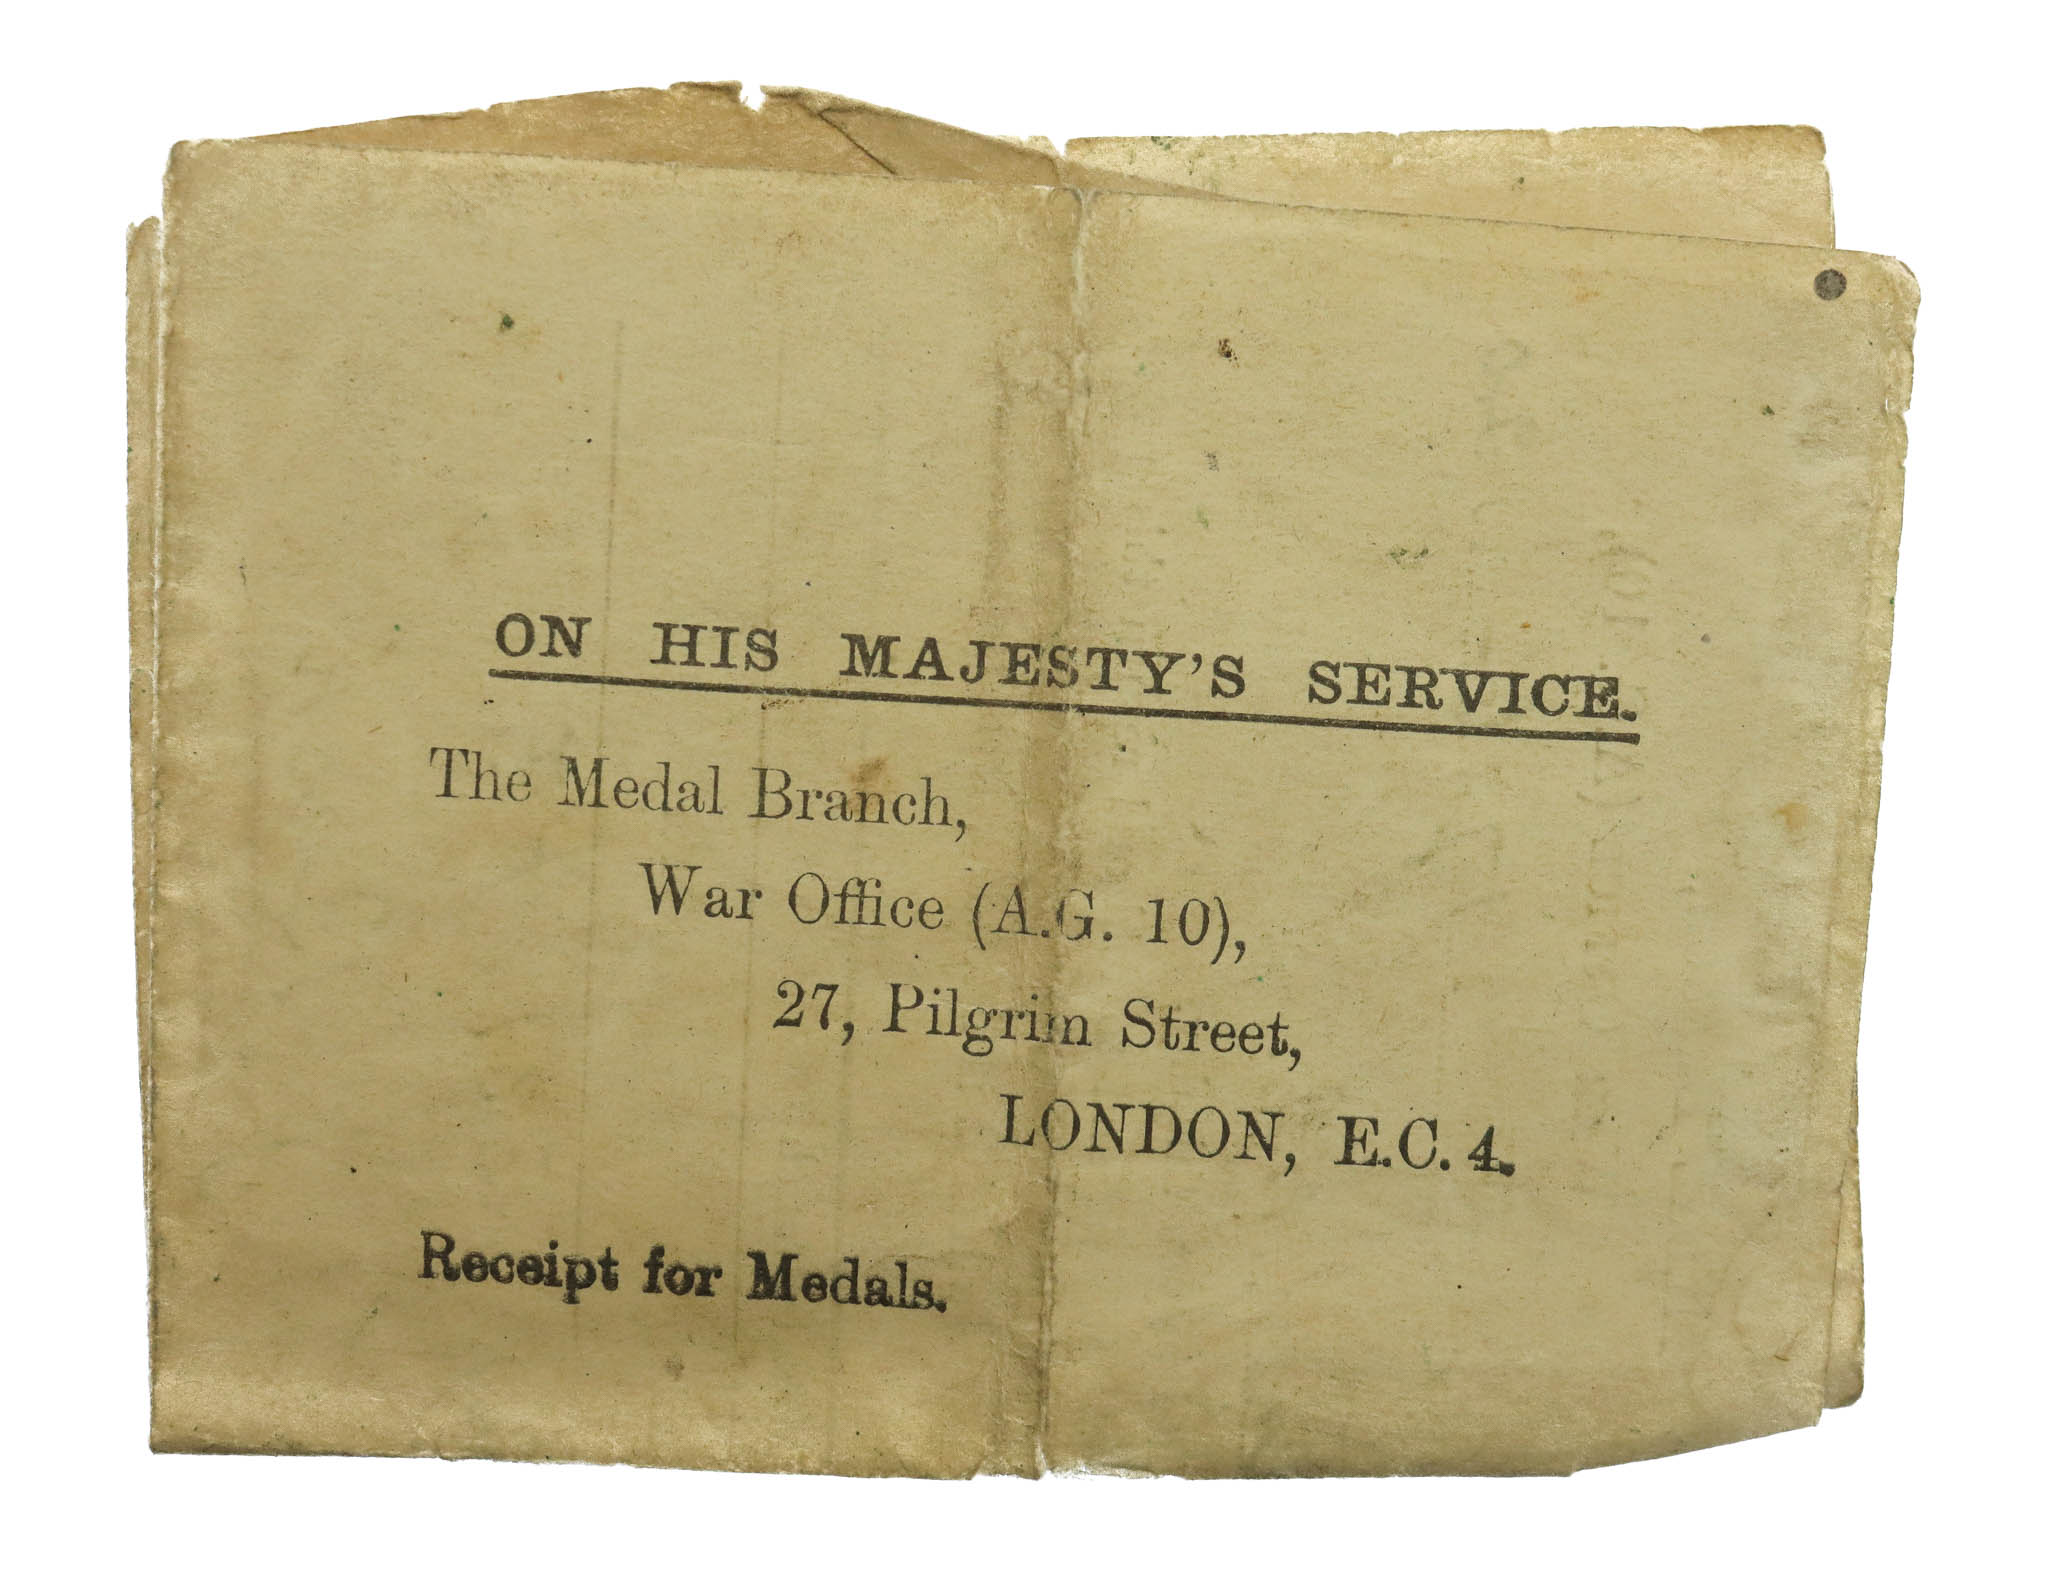 ON HIS MAJESTY'S SERVICE.
The Medal Branch,
War Office (A.G. 10),
27, Pilgrim Street,
LONDON, E.C. 4.
Receipt for Medals.